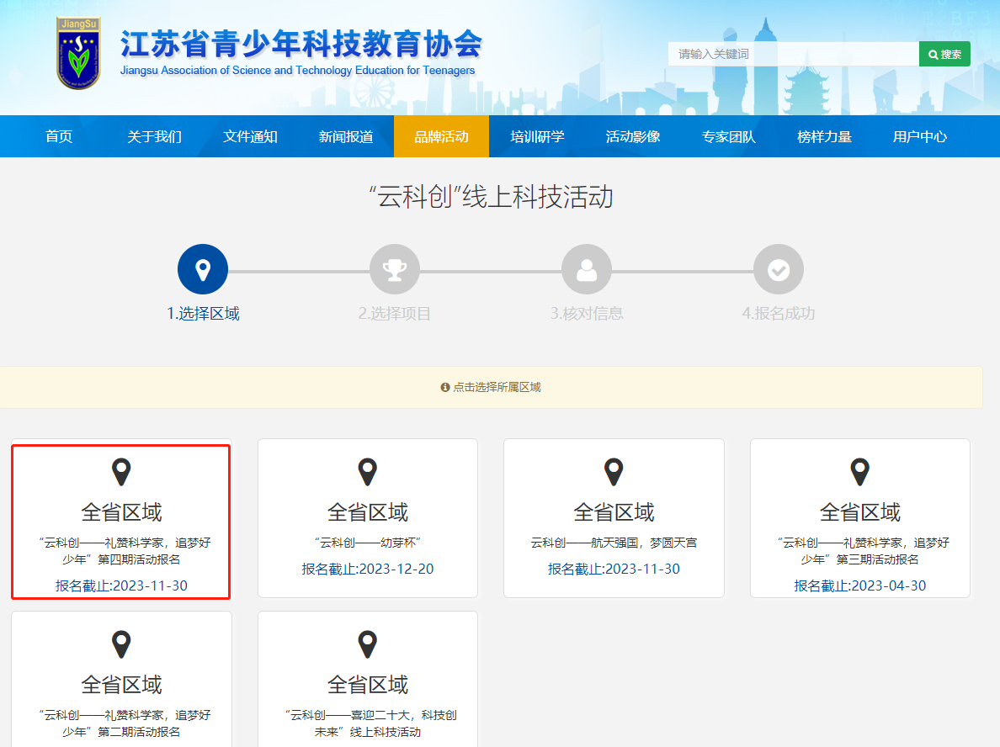 JiangSu
江苏省青少年科技教育协会
Jiangsu Association of Science and Technology Education for Teenagers
请输入关键词
搜索
首页 关于我们 文件通知 新闻报道 品牌活动 培训研学 活动影像 专家团队 榜样力量 用户中心
“云科创”线上科技活动
1.选择区域 2.选择项目 3.核对信息 4.报名成功
点击选择所属区域
全省区域
“云科创——礼赞科学家，追梦好
少年”第四期活动报名
报名截止:2023-11-30
全省区域
“云科创——幼芽杯”
报名截止:2023-12-20
全省区域
云科创——航天强国，梦圆天宫
报名截止:2023-11-30
全省区域
“云科创——礼赞科学家，追梦好
少年”第三期活动报名
报名截止:2023-04-30
全省区域
“云科创——礼赞科学家，追梦好
少年”第二期活动报名
全省区域
“云科创——喜迎二十大，科技创
未来”线上科技活动